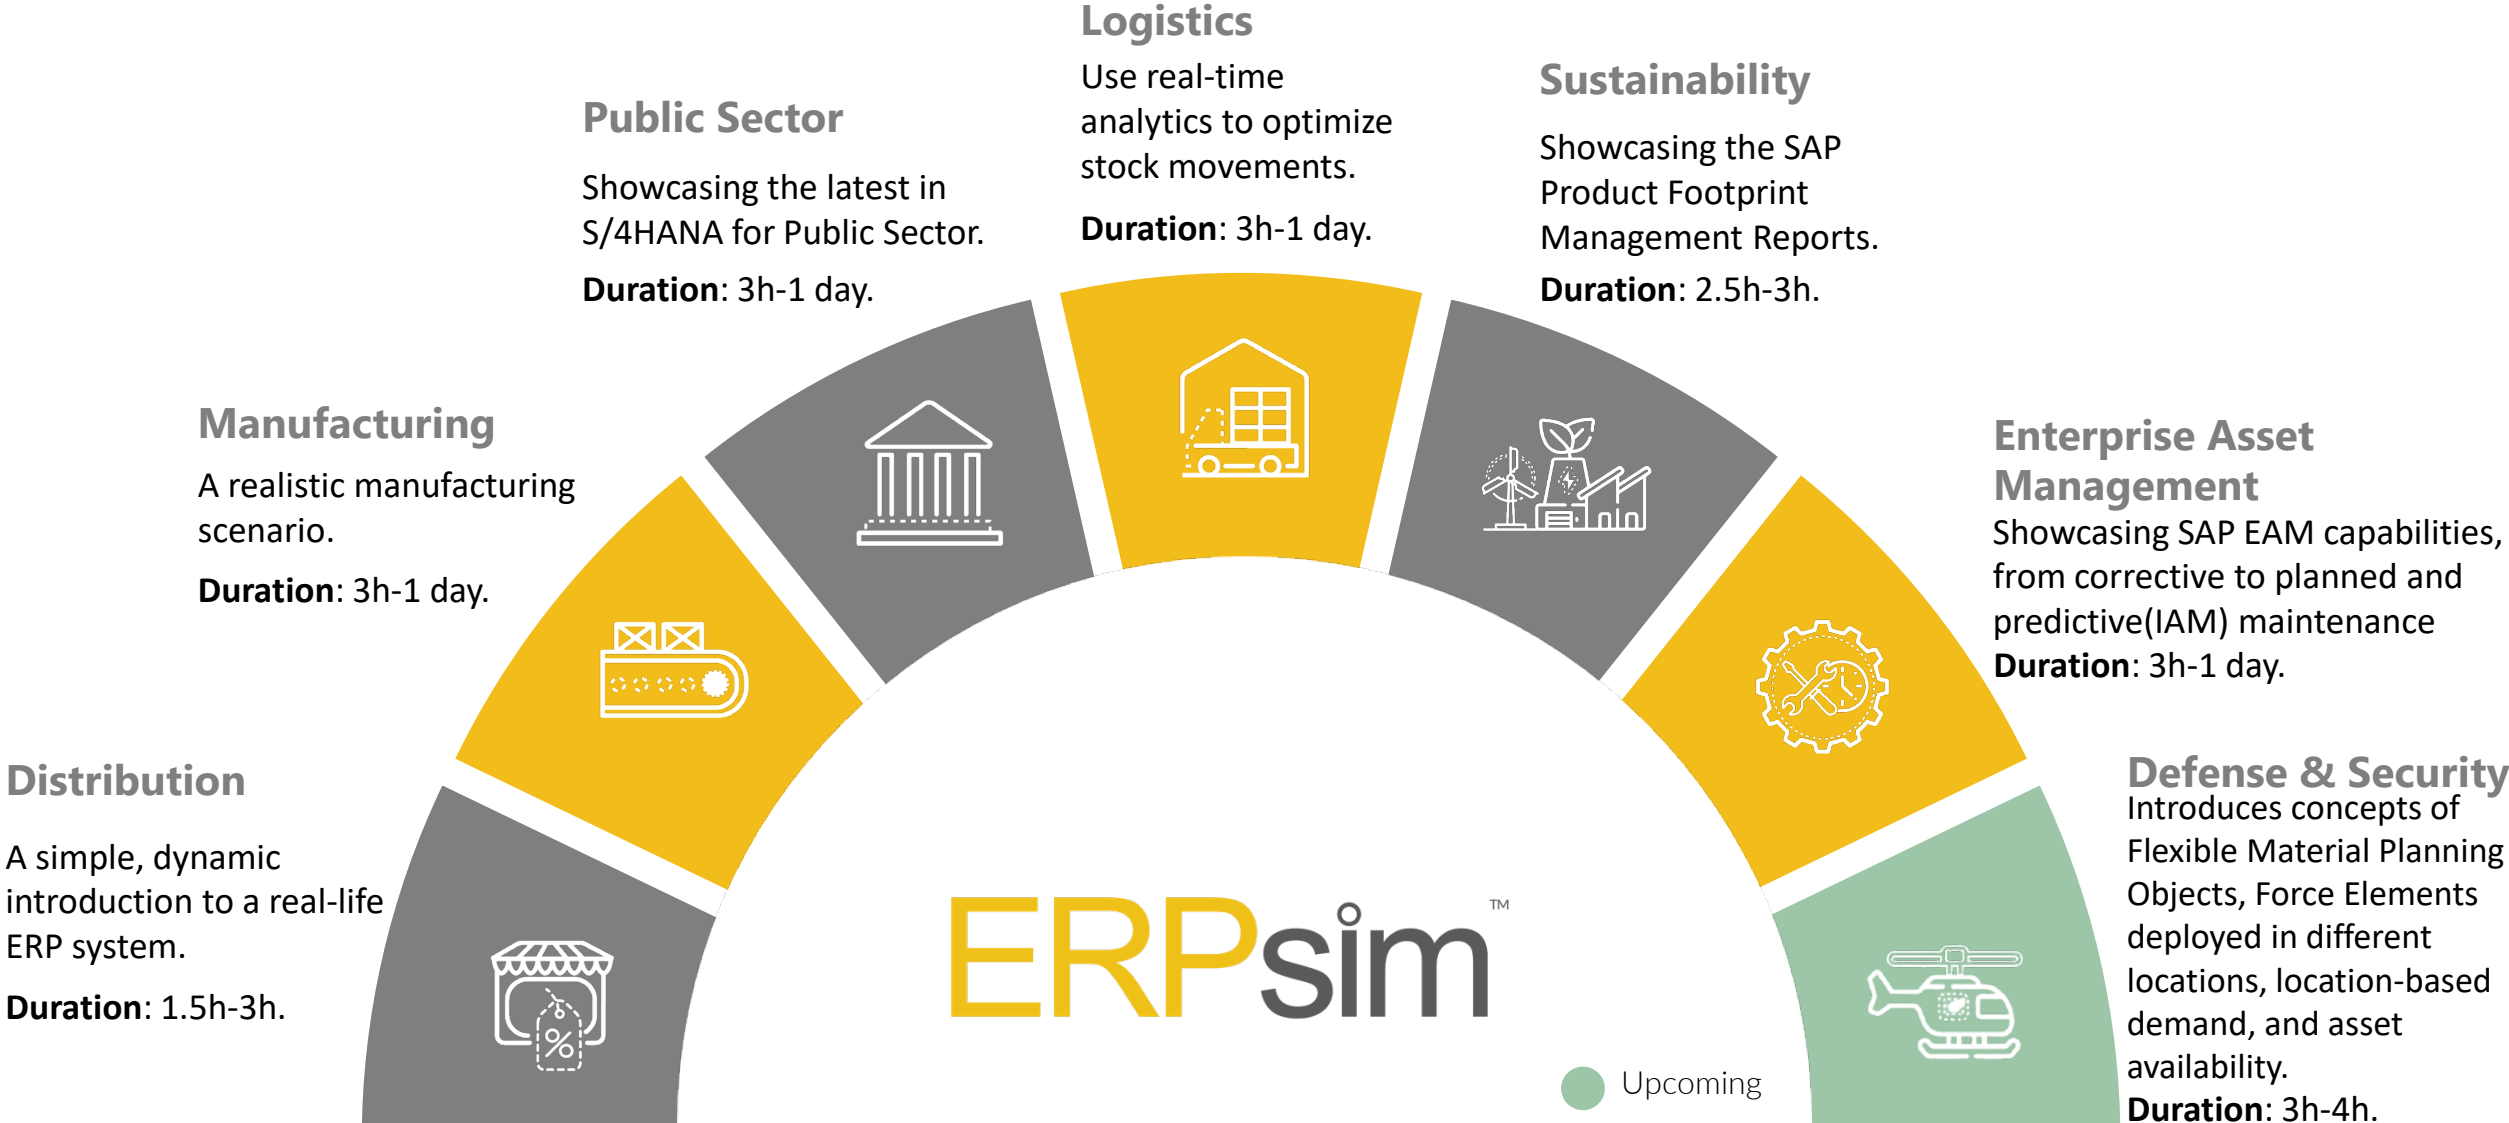 Logistics
Use real-time
analytics to optimize
stock movements.
Duration: 3h-1 day.
Sustainability
Showcasing the SAP
Product Footprint
Management Reports.
Duration: 2.5h-3h.
Public Sector
Showcasing the latest in
S/4HANA for Public Sector.
Duration: 3h-1 day.
Manufacturing
A realistic manufacturing
scenario.
Duration: 3h-1 day.
Enterprise Asset
Management
Showcasing SAP EAM capabilities,
from corrective to planned and
predictive(IAM) maintenance
Duration: 3h-1 day.
Distribution
A simple, dynamic
introduction to a real-life
ERP system.
Duration: 1.5h-3h.
Defense & Security
Introduces concepts of
Flexible Material Planning
Objects, Force Elements
deployed in different
locations, location-based
demand, and asset
availability.
Duration: 3h-4h.
ERPsim™
%
Upcoming